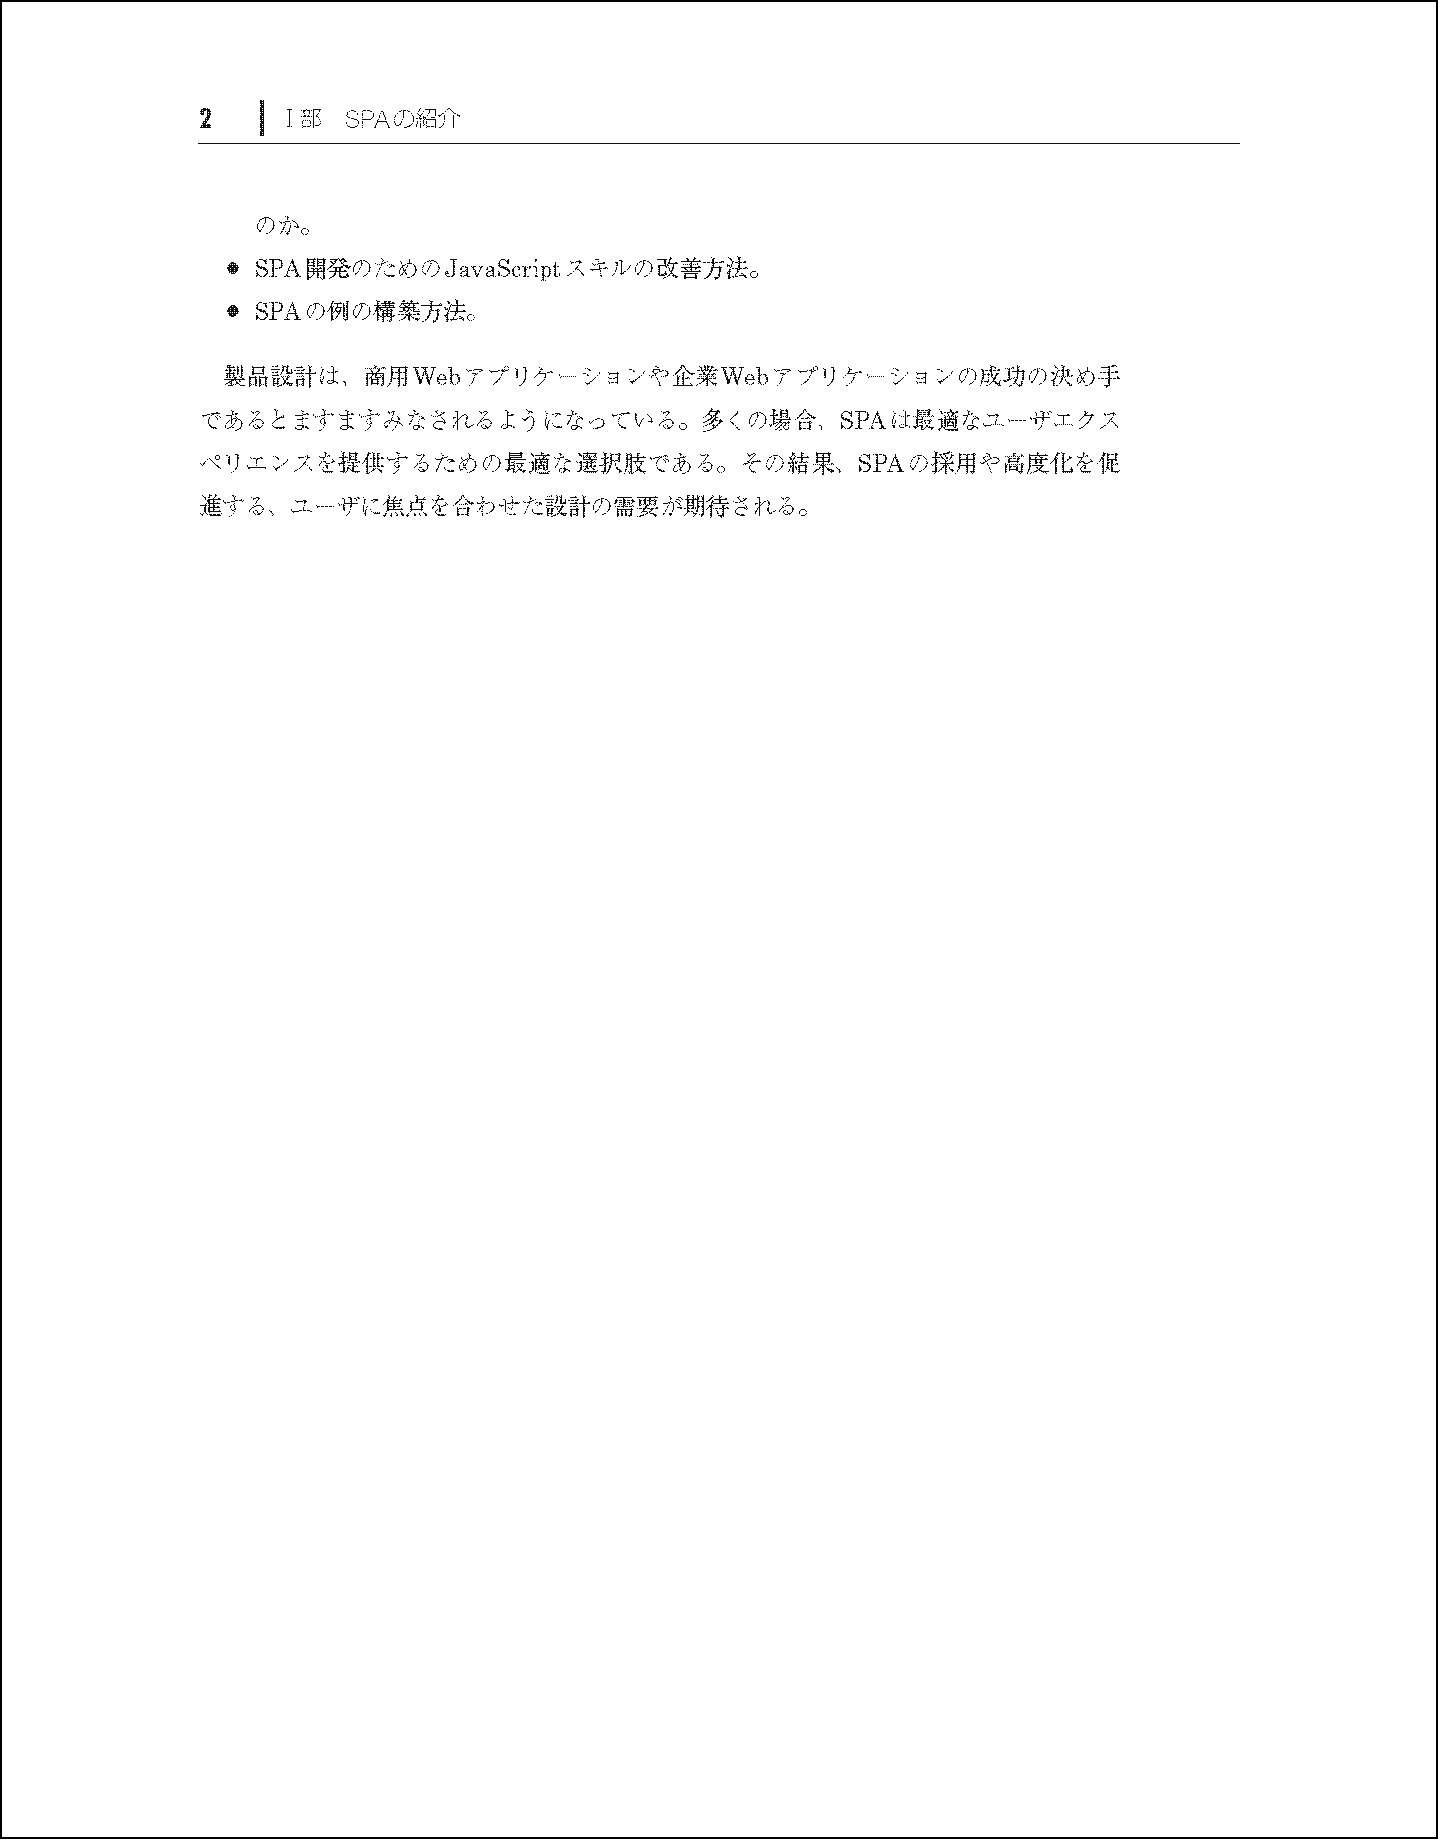 2 I部　SPAの紹介
のか。
● SPA開発のためのJavaScriptスキルの改善方法。
● SPAの例の構築方法。
製品設計は、商用Webアプリケーションや企業Webアプリケーションの成功の決め手
であるとますますみなされるようになっている。多くの場合、SPAは最適なユーザエクス
ペリエンスを提供するための最適な選択肢である。その結果、SPAの採用や高度化を促
進する、ユーザに焦点を合わせた設計の需要が期待される。